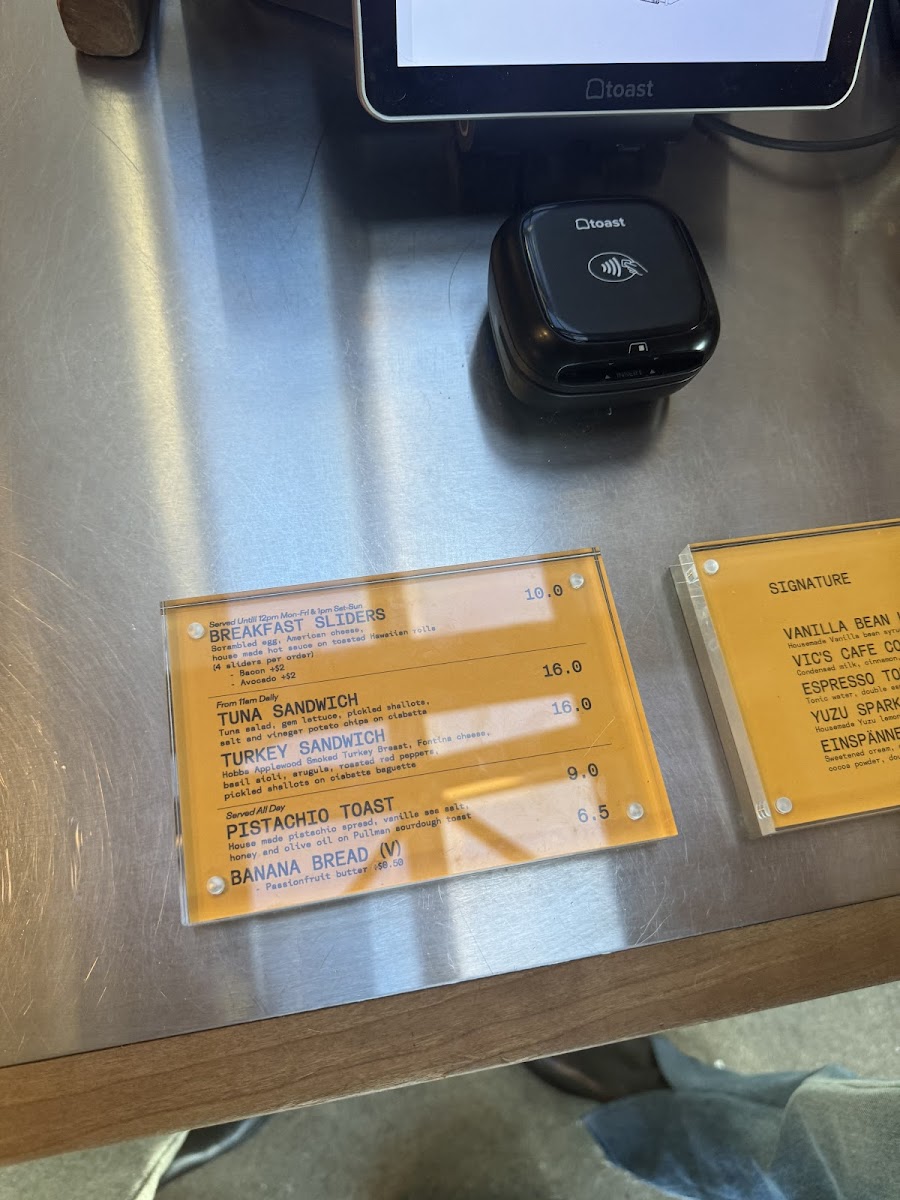 toast
toast
Served Untill 12pm Mon-Fri & 1pm Sat-Sun
BREAKFAST SLIDERS 10.0
Scrambled egg, American cheese,
house made hot sauce on toasted Hawaiian rolls
(4 sliders per order)
- Bacon +$2
- Avocado +$2
From 11am Daily
TUNA SANDWICH 16.0
Tuna salad, gem lettuce, pickled shallots,
salt and vinegar potato chips on ciabatta
TURKEY SANDWICH 16.0
Hobbs Applewood Smoked Turkey Breast, Fontina cheese,
basil aioli, arugula, roasted red peppers,
pickled shallots on ciabatta baguette
Served All Day
PISTACHIO TOAST 9.0
House made pistachio spread, vanilla sea salt,
honey and olive oil on Pullman sourdough toast
BANANA BREAD (V) 6.5
- Passionfruit butter +$0.50
SIGNATURE
VANILLA BEAN
Housemade Vanilla bean syru
VIC'S CAFE CO
Condensed milk, cinnamon,
ESPRESSO TO
Tonic water, double
YUZU SPARK
Housemade Yuzu lemon
EINSPÄNNE
Sweetened cream,
cocoa powder, dou